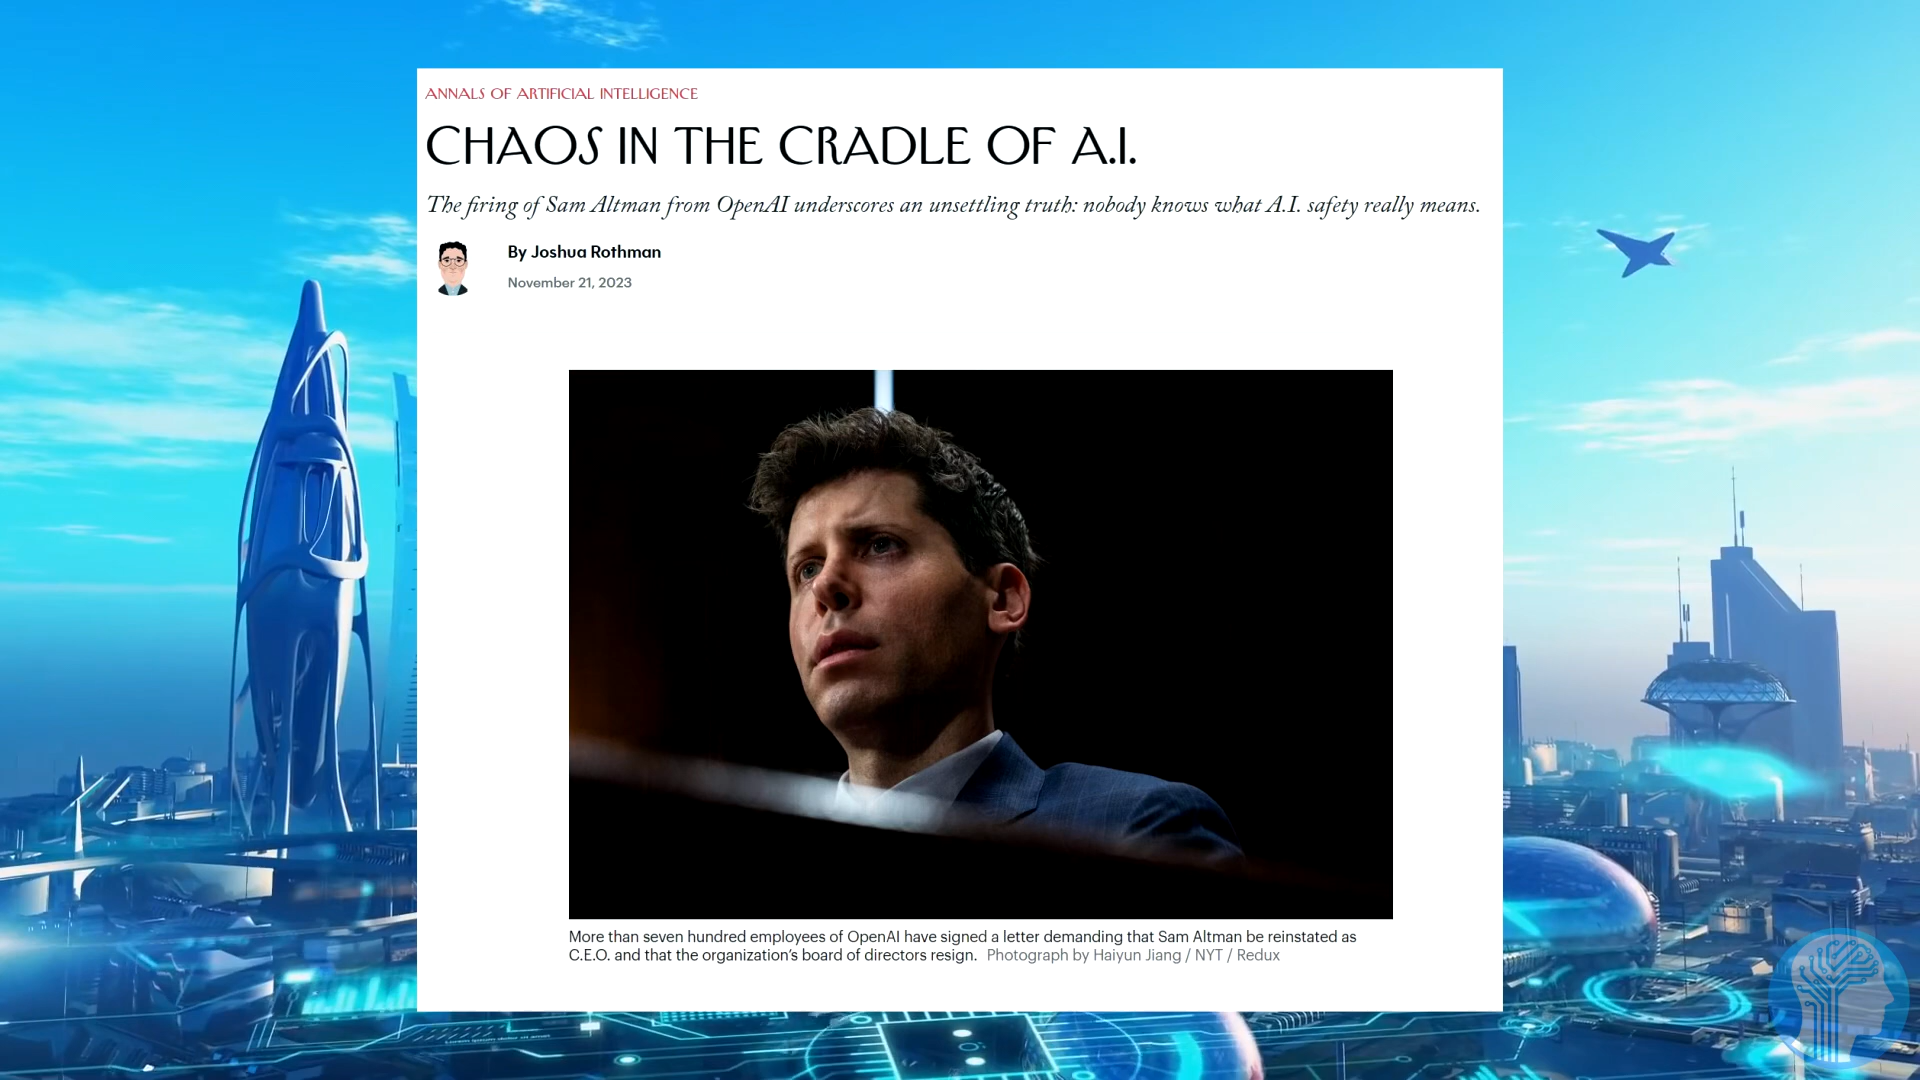 ANNALS OF ARTIFICIAL INTELLIGENCE
CHAOS IN THE CRADLE OF A.I.
The firing of Sam Altman from OpenAI underscores an unsettling truth: nobody knows what A.I. safety really means.
By Joshua Rothman
November 21, 2023
More than seven hundred employees of OpenAI have signed a letter demanding that Sam Altman be reinstated as
C.E.O. and that the organization’s board of directors resign. Photograph by Haiyun Jiang / NYT / Redux